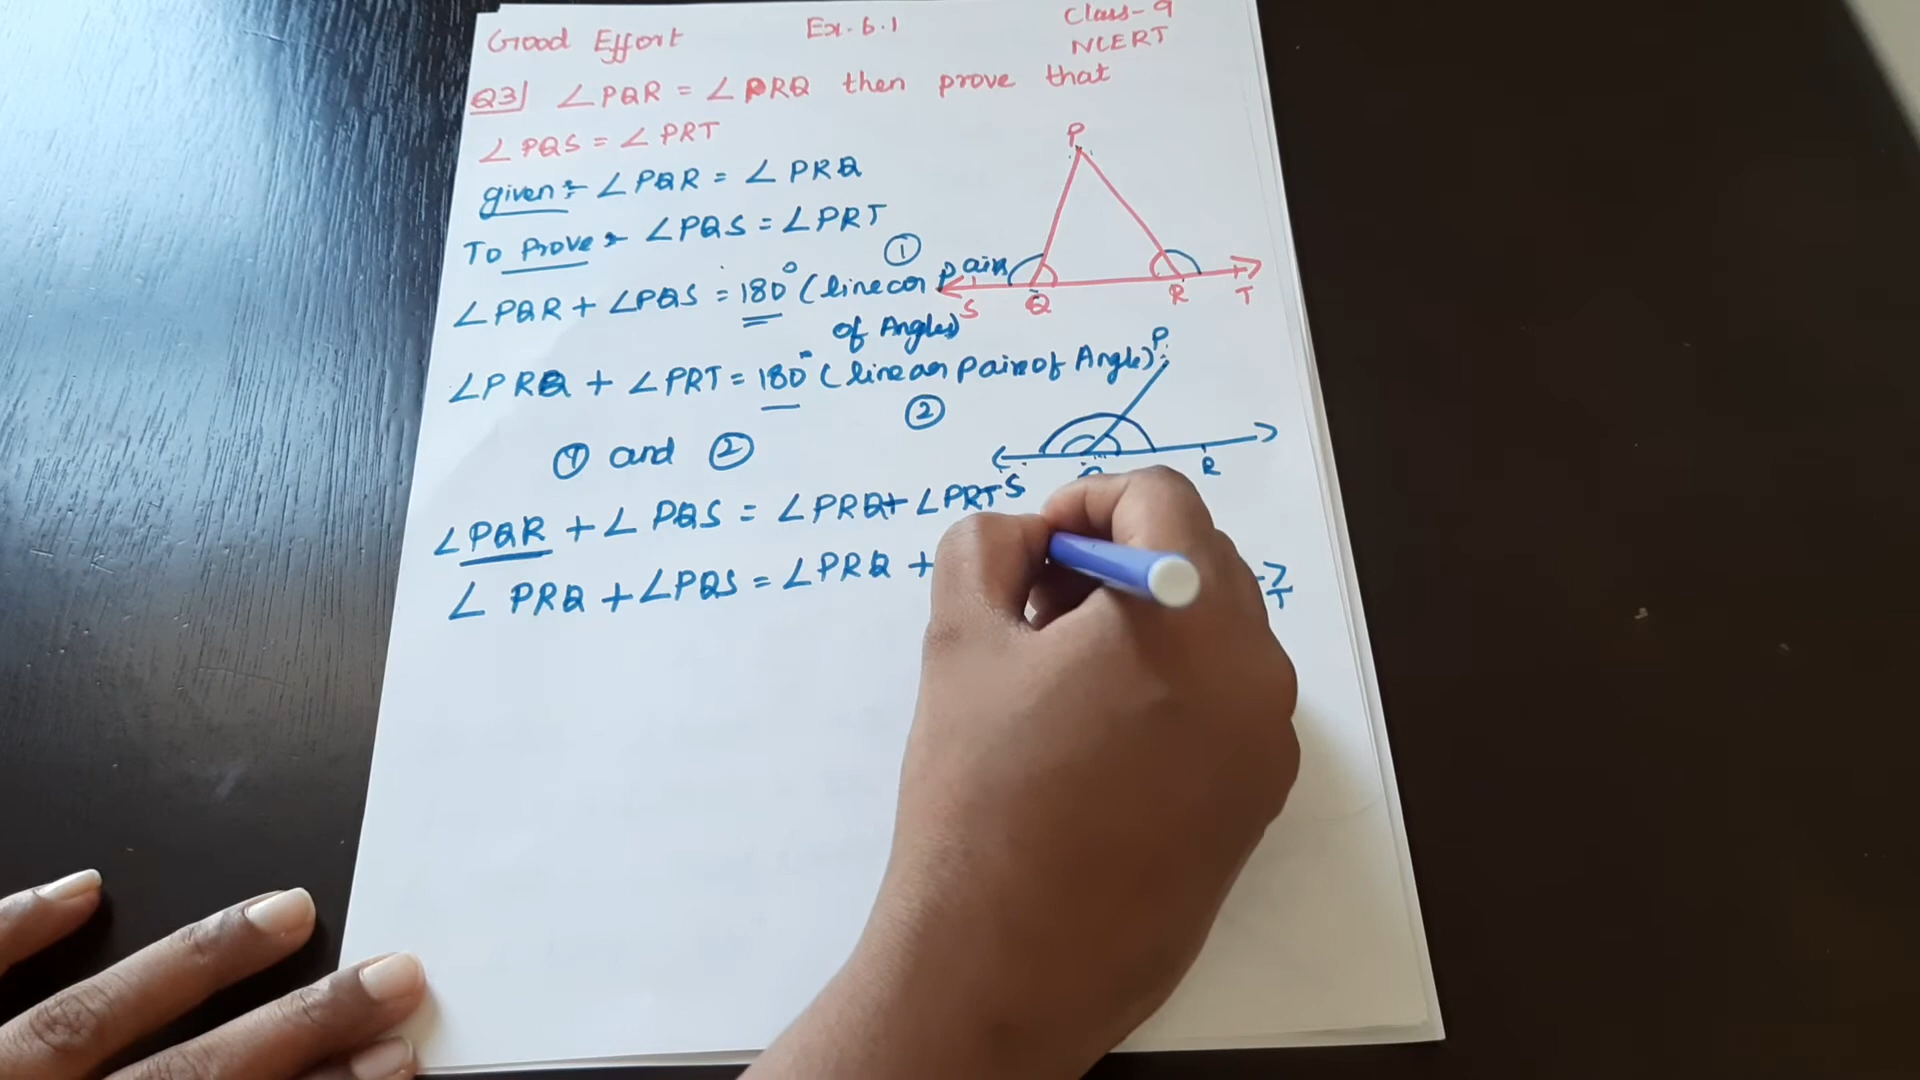 Good Effort Ex. 6.1 Class-9
NCERT
Q3) ∠PQR = ∠PRQ then prove that
∠PQS = ∠PRT
given :- ∠PQR = ∠PRQ
To Prove :- ∠PQS = ∠PRT
∠PQR + ∠PQS = 180° (linear Pair ①
of Angles)
∠PRQ + ∠PRT = 180° (linear pair of Angle)
②
① and ②
∠PQR + ∠PQS = ∠PRQ + ∠PRT
∠PRQ + ∠PQS = ∠PRQ +
P
S Q R T
P
S R
S
T